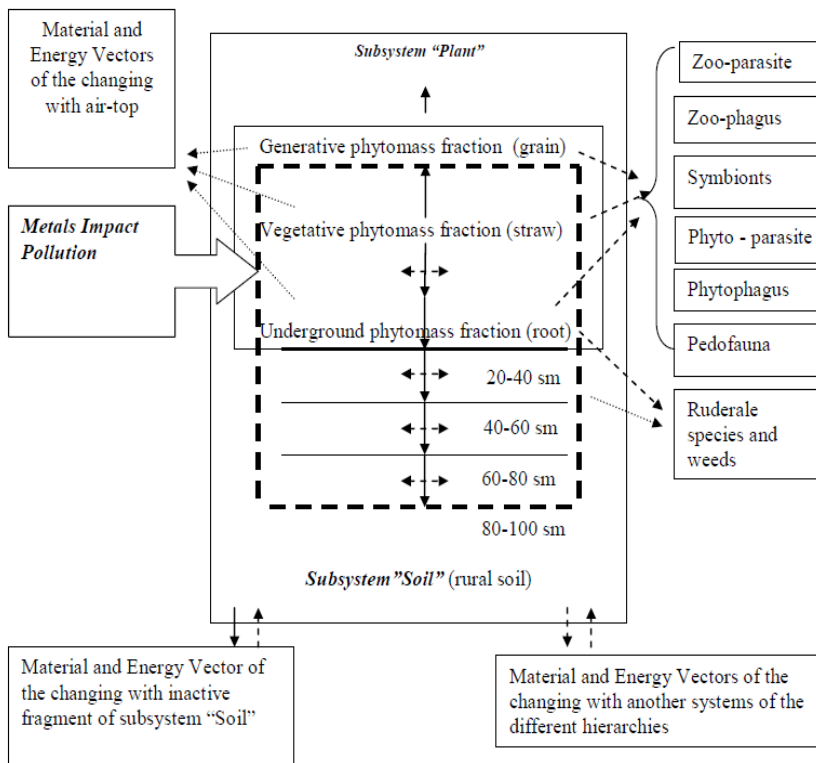 Material and
Energy Vectors
of the changing
with air-top
Metals Impact
Pollution
Subsystem “Plant”
Generative phytomass fraction (grain)
Vegetative phytomass fraction (straw)
Underground phytomass fraction (root)
20-40 sm
40-60 sm
60-80 sm
80-100 sm
Subsystem”Soil” (rural soil)
Zoo-parasite
Zoo-phagus
Symbionts
Phyto - parasite
Phytophagus
Pedofauna
Ruderale
species and
weeds
Material and Energy Vector of
the changing with inactive
fragment of subsystem “Soil”
Material and Energy Vectors of the
changing with another systems of the
different hierarchies